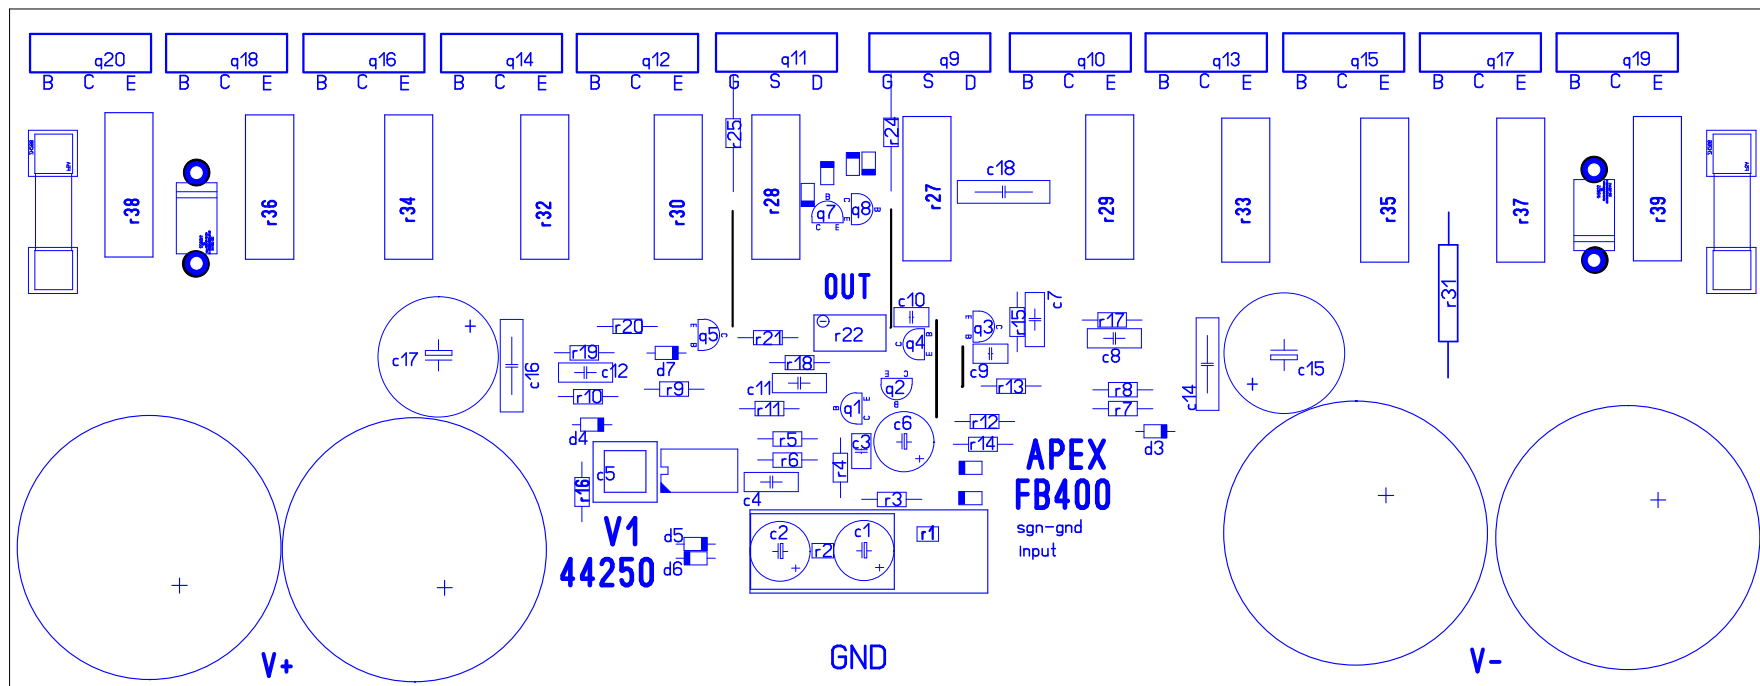 q20 q18 q16 q14 q12 q11 q9 q10 q13 q15 q17 q19
B C E B C E B C E B C E B C E G S D G S D B C E B C E B C E B C E B C E
r25 r24
r38 r36 r34 r32 r30 r28 r27 c18 r29 r33 r35 r37 r39
B C E q7 C B E q8 B
OUT
r31
c10 c7
r20 E q5 C r21 r22 E q3 B r15 r17
c17 c16 r19 d7 r18 C q4 B E c9 c8 c15
c12 c11 E C q2 B r13 c14
r10 r9 r11 B q1 E C r8 r7
d4 c6 r12 d3
r5 c3 r14
c5 r6 r4 APEX
r16 c4 r3 FB400
V1 sgn-gnd
44250 Input
d5 c2 r2 c1 r1
d6
V+ GND V-